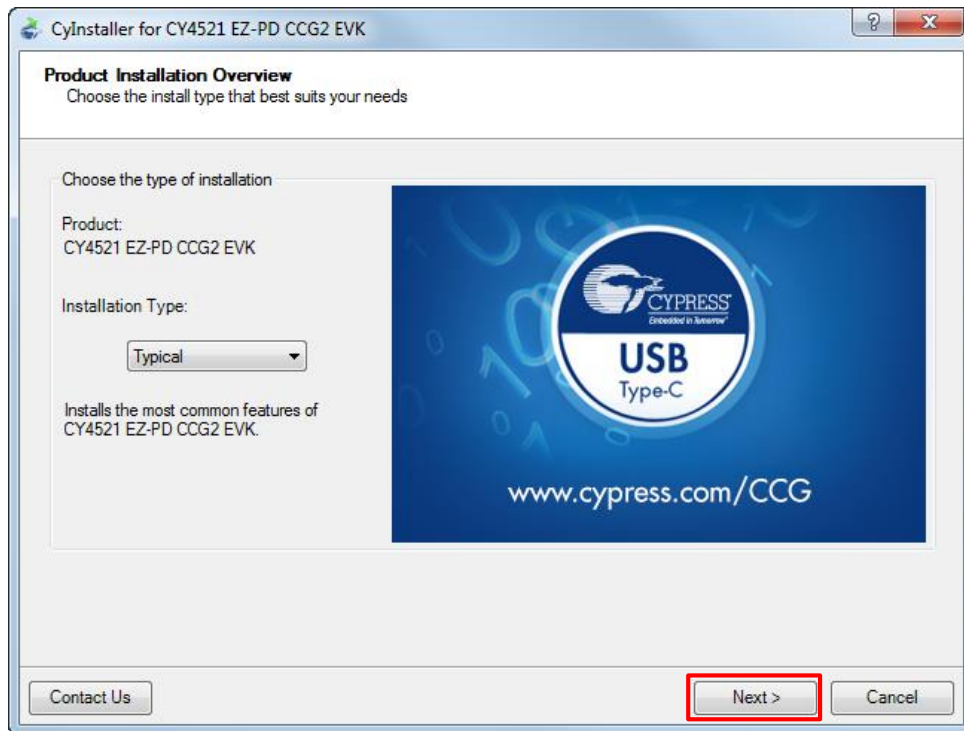 CyInstaller for CY4521 EZ-PD CCG2 EVK
Product Installation Overview
Choose the install type that best suits your needs
Choose the type of installation
Product:
CY4521 EZ-PD CCG2 EVK
Installation Type:
Typical
Installs the most common features of
CY4521 EZ-PD CCG2 EVK.
CYPRESS
Embedded in Tomorrow™
USB
Type-C
www.cypress.com/CCG
Contact Us
Next >
Cancel